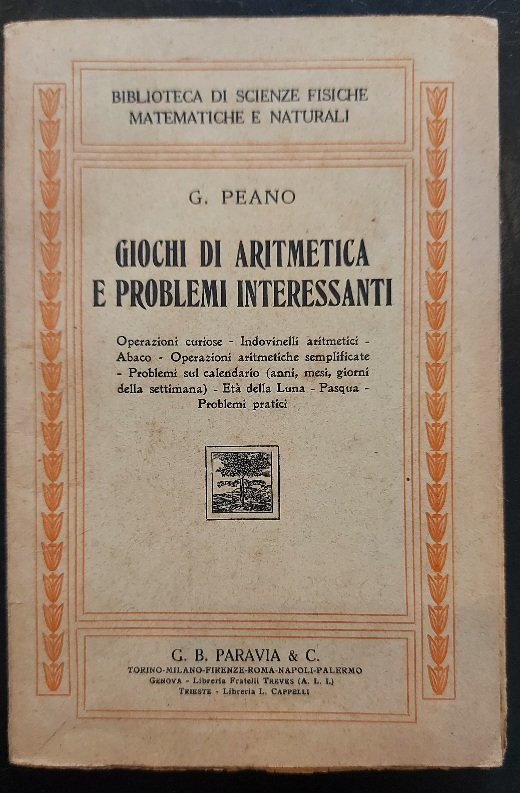 BIBLIOTECA DI SCIENZE FISICHE
MATEMATICHE E NATURALI
G. PEANO
GIOCHI DI ARITMETICA
E PROBLEMI INTERESSANTI
Operazioni curiose - Indovinelli aritmetici -
Abaco - Operazioni aritmetiche semplificate
- Problemi sul calendario (anni, mesi, giorni
della settimana) - Età della Luna - Pasqua -
Problemi pratici
G. B. PARAVIA & C.
TORINO-MILANO-FIRENZE-ROMA-NAPOLI-PALERMO
GENOVA - Libreria Fratelli TREVES (A. L. I.)
TRIESTE - Libreria L. CAPPELLI